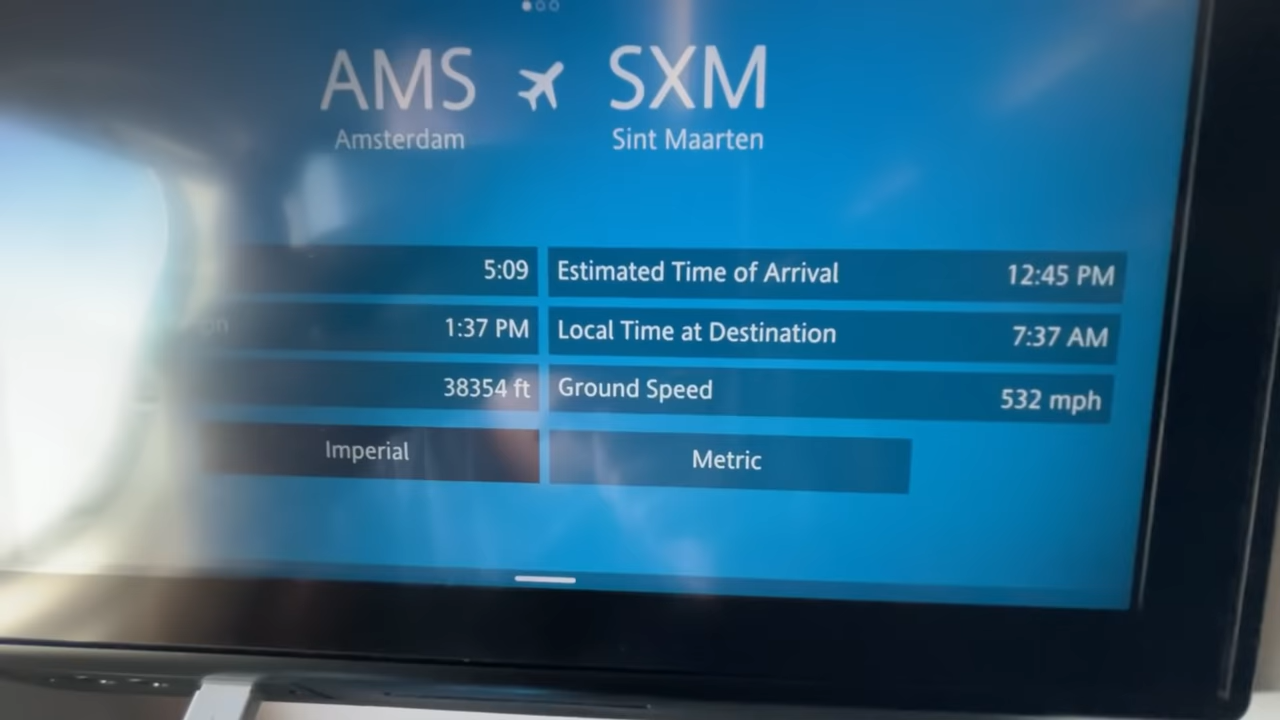 AMS SXM
Amsterdam Sint Maarten
5:09 Estimated Time of Arrival 12:45 PM
on 1:37 PM Local Time at Destination 7:37 AM
38354 ft Ground Speed 532 mph
Imperial Metric